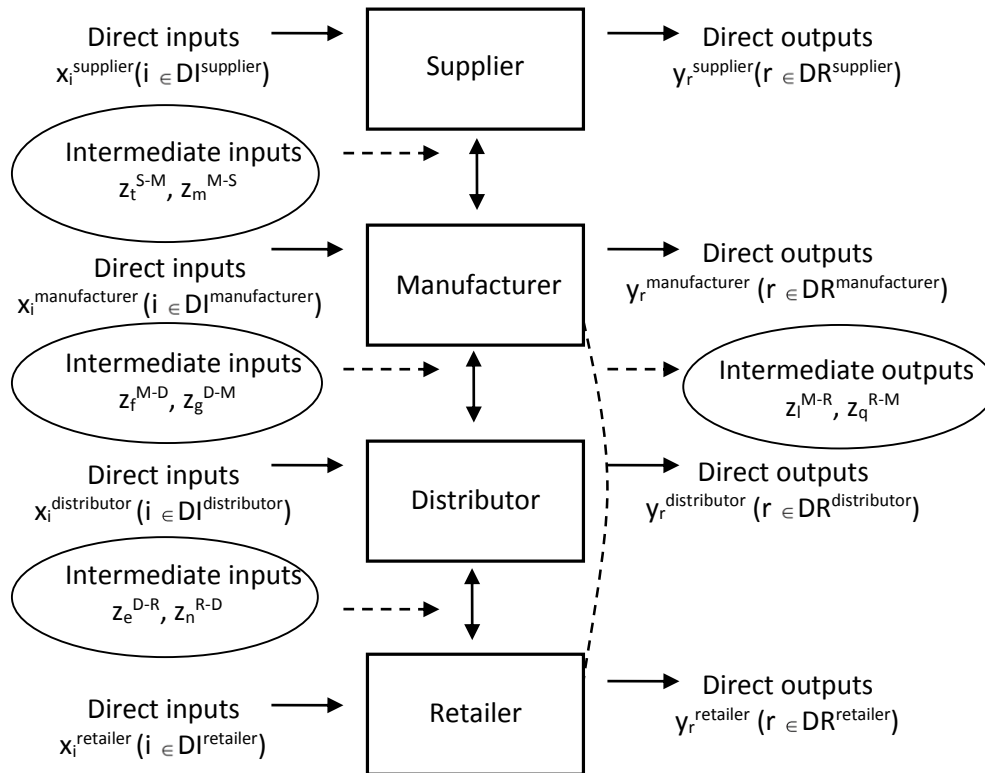 Direct inputs
x_i^supplier(i ∈ DI^supplier)
Supplier
Direct outputs
y_r^supplier(r ∈ DR^supplier)
Intermediate inputs
z_t^S-M, z_m^M-S
Direct inputs
x_i^manufacturer (i ∈ DI^manufacturer)
Manufacturer
Direct outputs
y_r^manufacturer (r ∈ DR^manufacturer)
Intermediate inputs
z_f^M-D, z_g^D-M
Intermediate outputs
z_l^M-R, z_q^R-M
Direct inputs
x_i^distributor (i ∈ DI^distributor)
Distributor
Direct outputs
y_r^distributor (r ∈ DR^distributor)
Intermediate inputs
z_e^D-R, z_n^R-D
Direct inputs
x_i^retailer (i ∈ DI^retailer)
Retailer
Direct outputs
y_r^retailer (r ∈ DR^retailer)